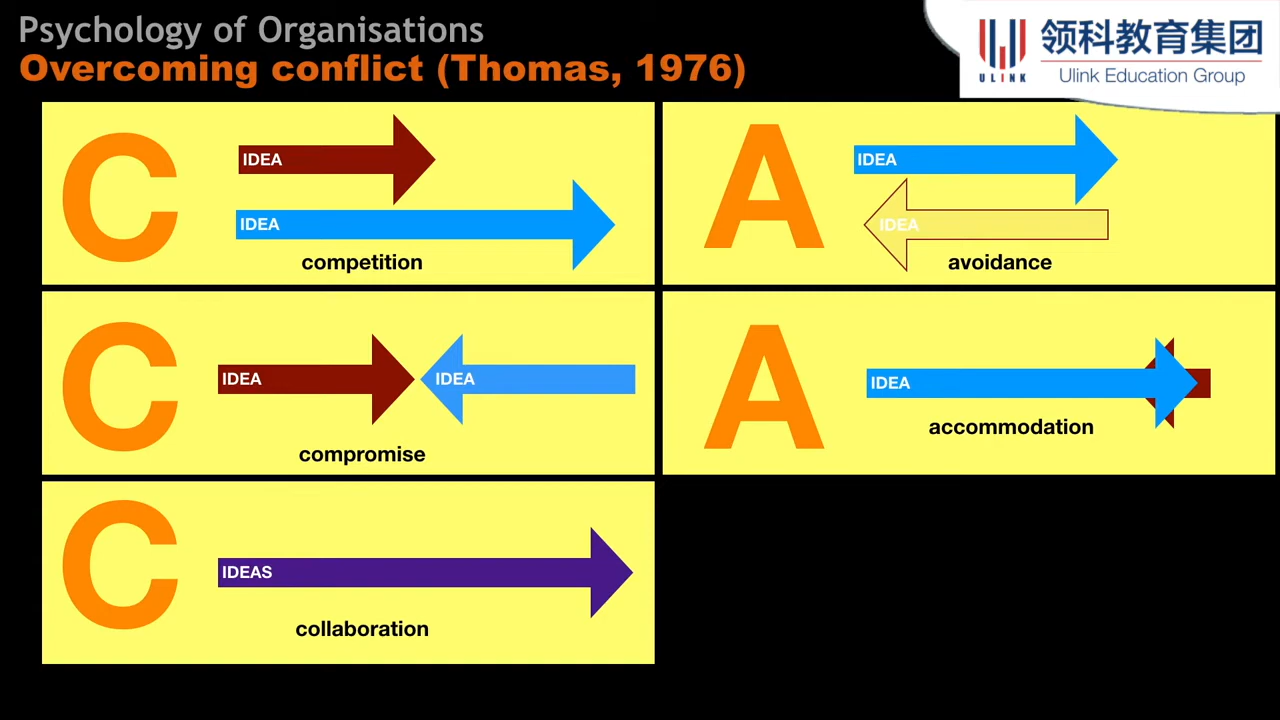 Psychology of Organisations
Overcoming conflict (Thomas, 1976)
ULINK
领科教育集团
Ulink Education Group
C
IDEA
IDEA
competition
A
IDEA
IDEA
avoidance
C
IDEA
IDEA
compromise
A
IDEA
accommodation
C
IDEAS
collaboration